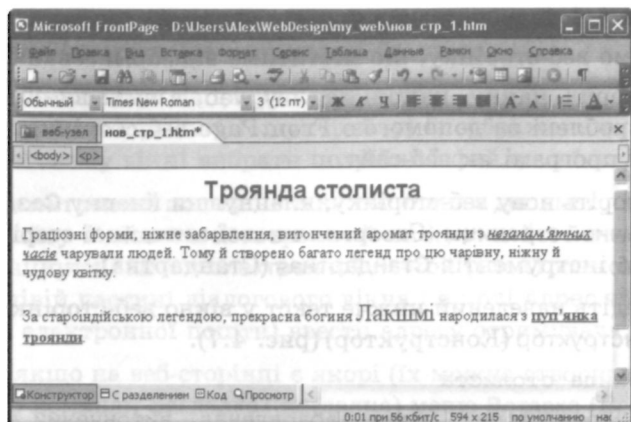 Microsoft FrontPage - D:\Users\Alex\WebDesign\my_web\нов_стр_1.htm
Файл Правка Вид Вставка Формат Сервис Таблица Данные Рамки Окно Справка
Обычный Times New Roman 3 (12 пт) Ж К Ч
веб-узел нов_стр_1.htm*
<body> <p>
Троянда столиста
Граціозні форми, ніжне забарвлення, витончений аромат троянди з незапам'ятних
часів чарували людей. Тому й створено багато легенд про цю чарівну, ніжну й
чудову квітку.
За староіндійською легендою, прекрасна богиня Лакшмі народилася з пуп'янка
троянди.
Конструктор С разделением Код Просмотр
0:01 при 56 кбит/с 594 x 215 по умолчанию нас